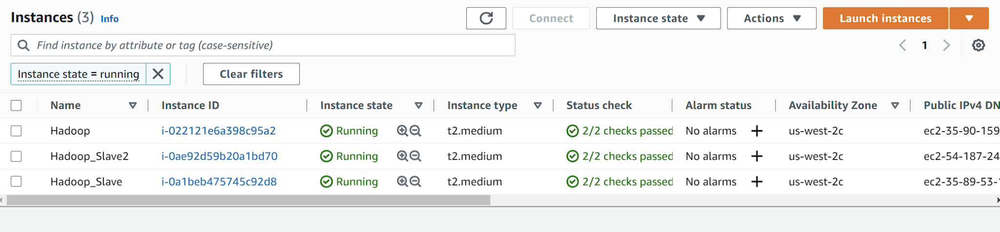 Instances (3) Info Connect Instance state Actions Launch instances
Find instance by attribute or tag (case-sensitive) 1
Instance state = running Clear filters
Name Instance ID Instance state Instance type Status check Alarm status Availability Zone Public IPv4 DN
Hadoop i-022121e6a398c95a2 Running t2.medium 2/2 checks passed No alarms us-west-2c ec2-35-90-159
Hadoop_Slave2 i-0ae92d59b20a1bd70 Running t2.medium 2/2 checks passed No alarms us-west-2c ec2-54-187-24
Hadoop_Slave i-0a1beb475745c92d8 Running t2.medium 2/2 checks passed No alarms us-west-2c ec2-35-89-53-